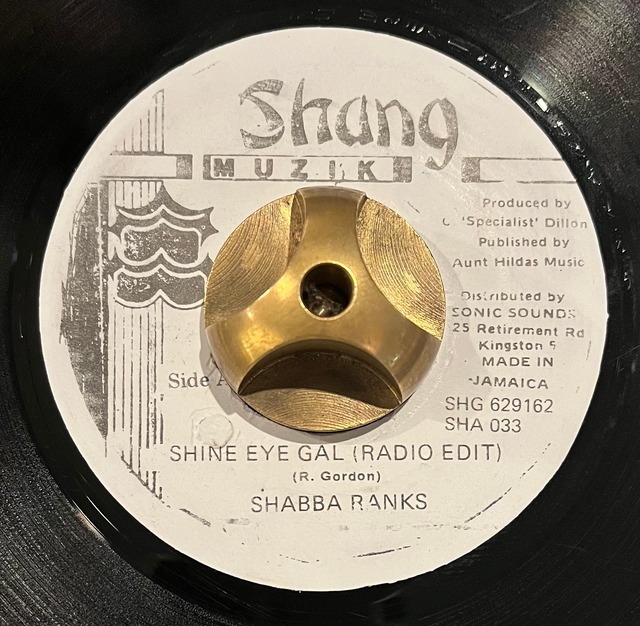 Shang
MUZIK
Produced by
'Specialist' Dillon
Published by
Aunt Hildas Music
Distributed by
SONIC SOUNDS
25 Retirement Rd
Kingston 5
MADE IN
JAMAICA
SHG 629162
SHA 033
Side A
SHINE EYE GAL (RADIO EDIT)
(R. Gordon)
SHABBA RANKS